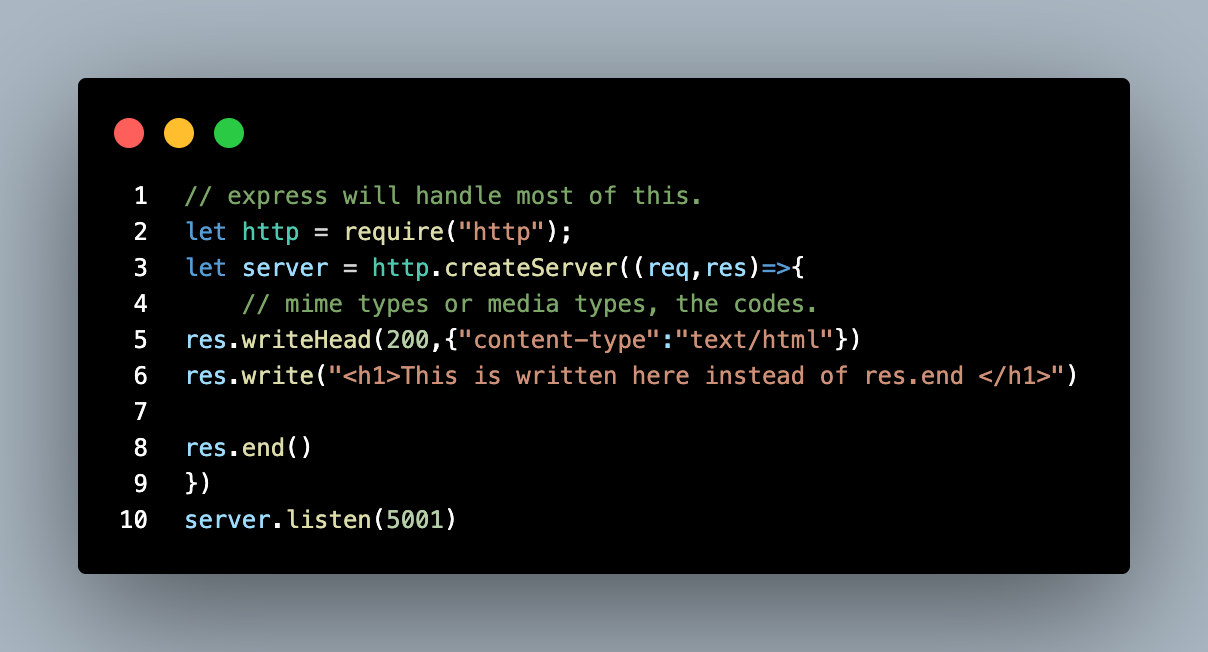 1 // express will handle most of this.
2 let http = require("http");
3 let server = http.createServer((req,res)=>{
4     // mime types or media types, the codes.
5 res.writeHead(200,{"content-type":"text/html"})
6 res.write("<h1>This is written here instead of res.end </h1>")
7
8 res.end()
9 })
10 server.listen(5001)